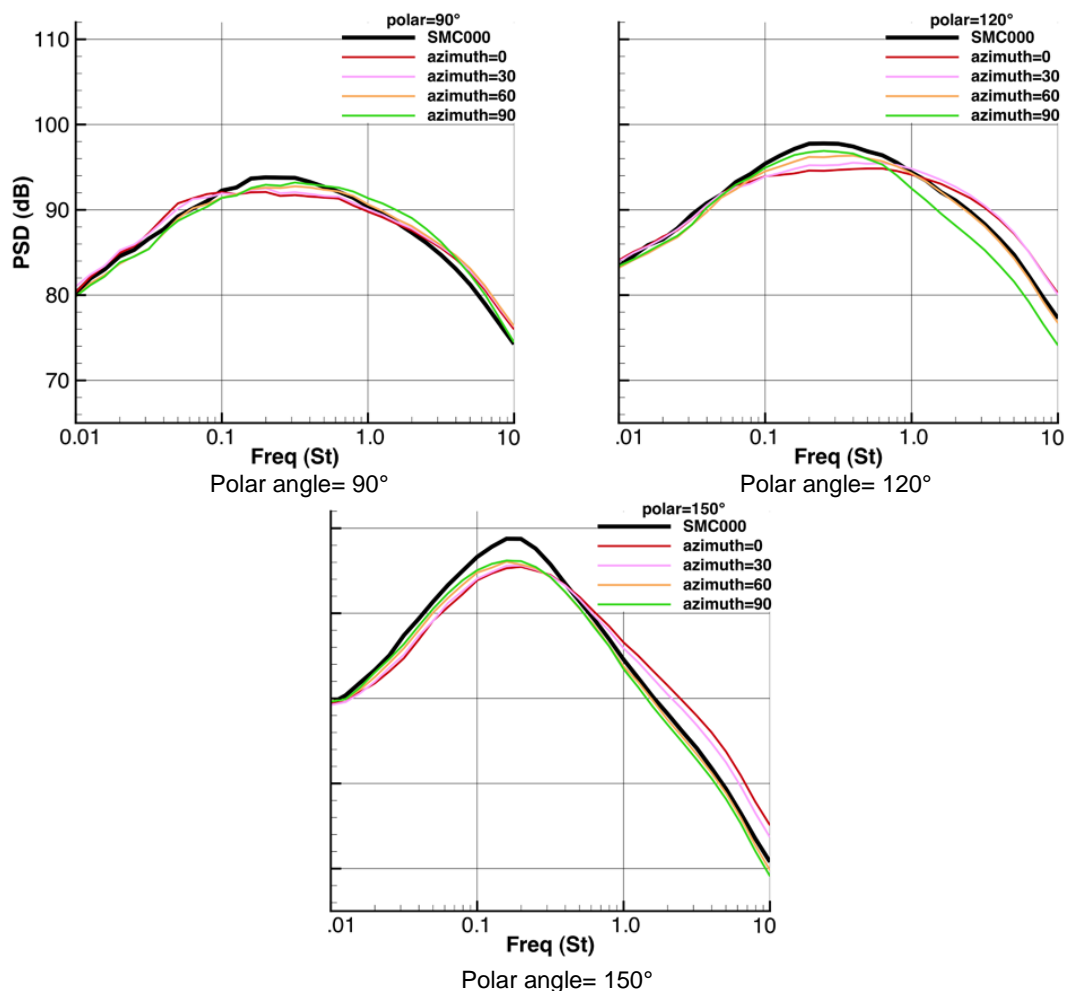 polar=90°
SMC000
azimuth=0
azimuth=30
azimuth=60
azimuth=90
110
100
90
80
70
PSD (dB)
0.01
0.1
1.0
10
Freq (St)
Polar angle= 90°
polar=120°
SMC000
azimuth=0
azimuth=30
azimuth=60
azimuth=90
.01
0.1
1.0
10
Freq (St)
Polar angle= 120°
polar=150°
SMC000
azimuth=0
azimuth=30
azimuth=60
azimuth=90
.01
0.1
1.0
10
Freq (St)
Polar angle= 150°